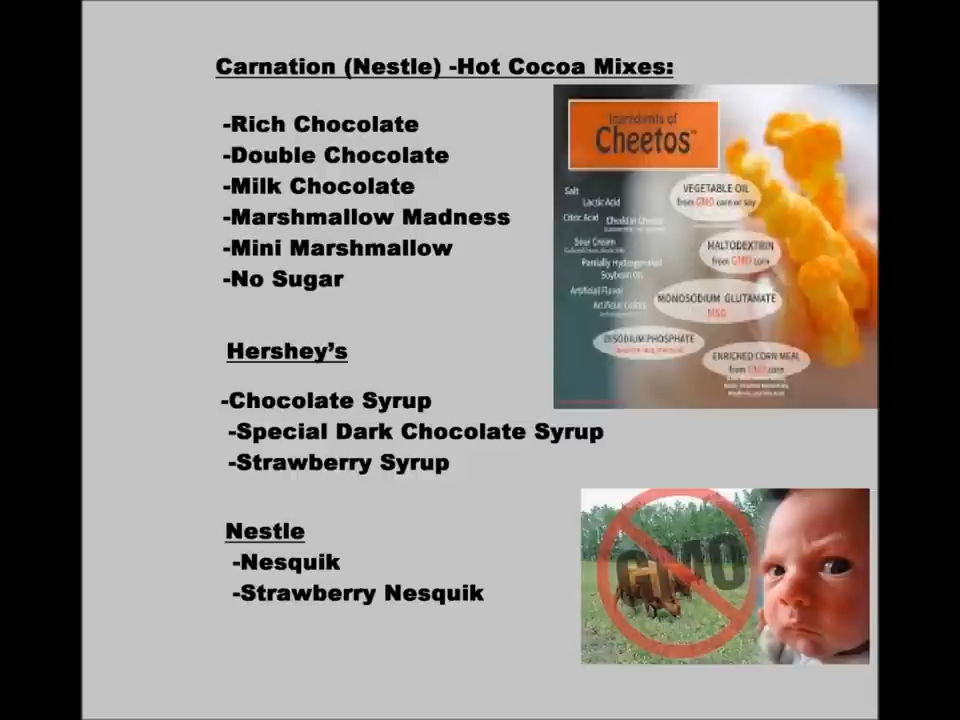 Carnation (Nestle) -Hot Cocoa Mixes:
-Rich Chocolate
-Double Chocolate
-Milk Chocolate
-Marshmallow Madness
-Mini Marshmallow
-No Sugar
Hershey's
-Chocolate Syrup
-Special Dark Chocolate Syrup
-Strawberry Syrup
Nestle
-Nesquik
-Strawberry Nesquik
Ingredients of
Cheetos™
Salt
Lactic Acid
Citric Acid
Sour Cream
Partially Hydrogenated
Soybean Oil
Artificial Flavor
Artificial Colors
VEGETABLE OIL
from GMO corn or soy
MALTODEXTRIN
from GMO corn
MONOSODIUM GLUTAMATE
MSG
DISODIUM PHOSPHATE
ENRICHED CORN MEAL
from GMO corn
GMO